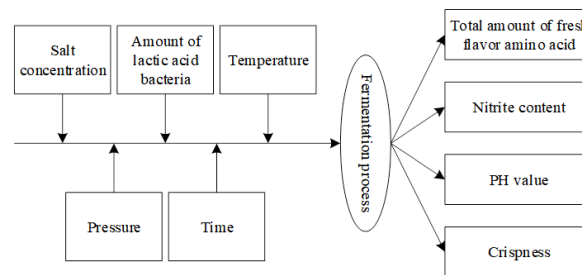 Salt
concentration
Amount of
lactic acid
bacteria
Temperature
Pressure
Time
Fermentation process
Total amount of fresh
flavor amino acid
Nitrite content
PH value
Crispness